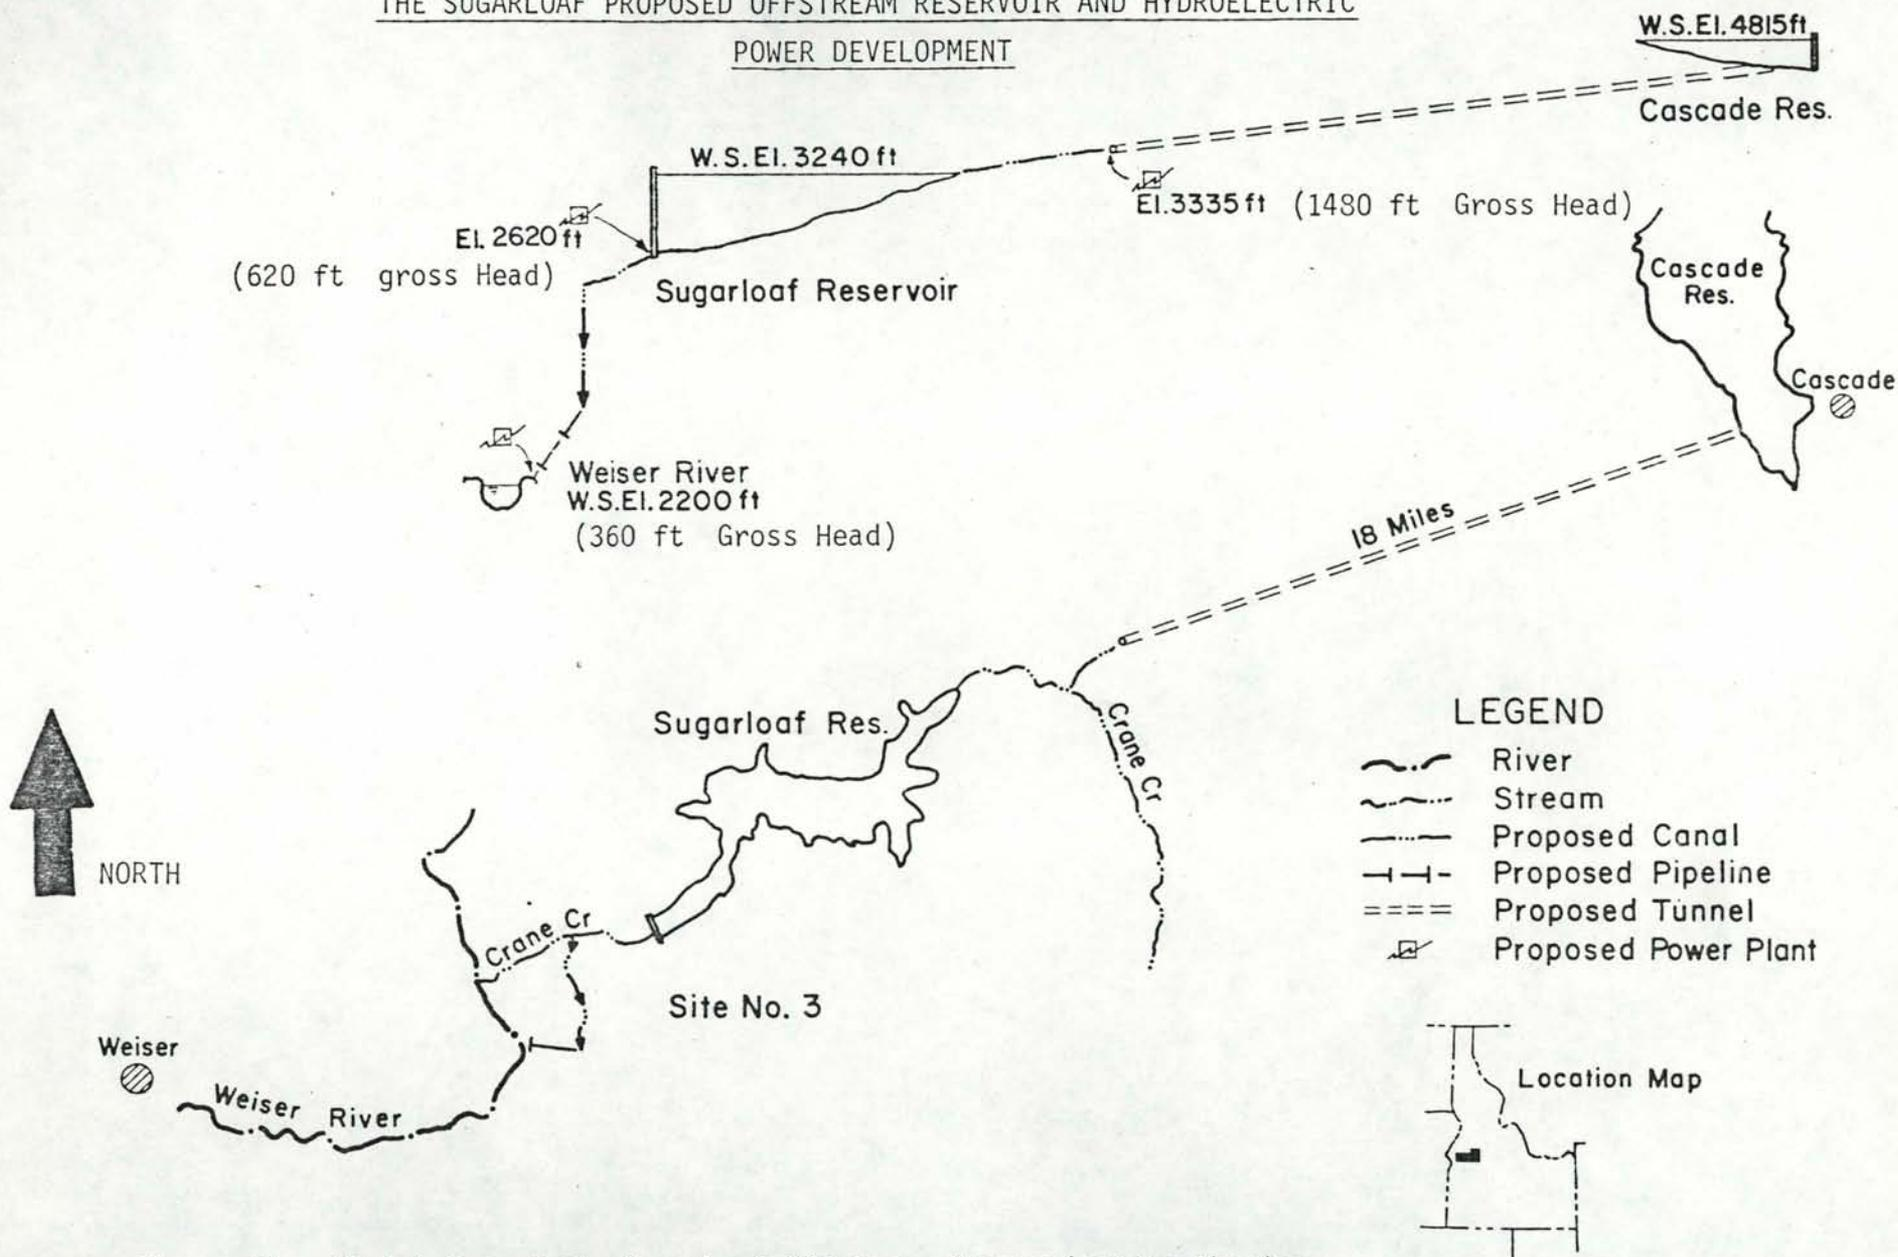 THE SUGARLOAF PROPOSED OFFSTREAM RESERVOIR AND HYDROELECTRIC
POWER DEVELOPMENT
W.S.El. 4815ft
Cascade Res.
W.S.El. 3240ft
El.3335ft (1480 ft Gross Head)
El. 2620ft
(620 ft gross Head)
Sugarloaf Reservoir
Cascade
Res.
Cascade
Weiser River
W.S.El.2200ft
(360 ft Gross Head)
18 Miles
Sugarloaf Res.
Crane Cr
LEGEND
River
Stream
Proposed Canal
Proposed Pipeline
Proposed Tunnel
Proposed Power Plant
NORTH
Crane Cr
Site No. 3
Weiser
Weiser River
Location Map